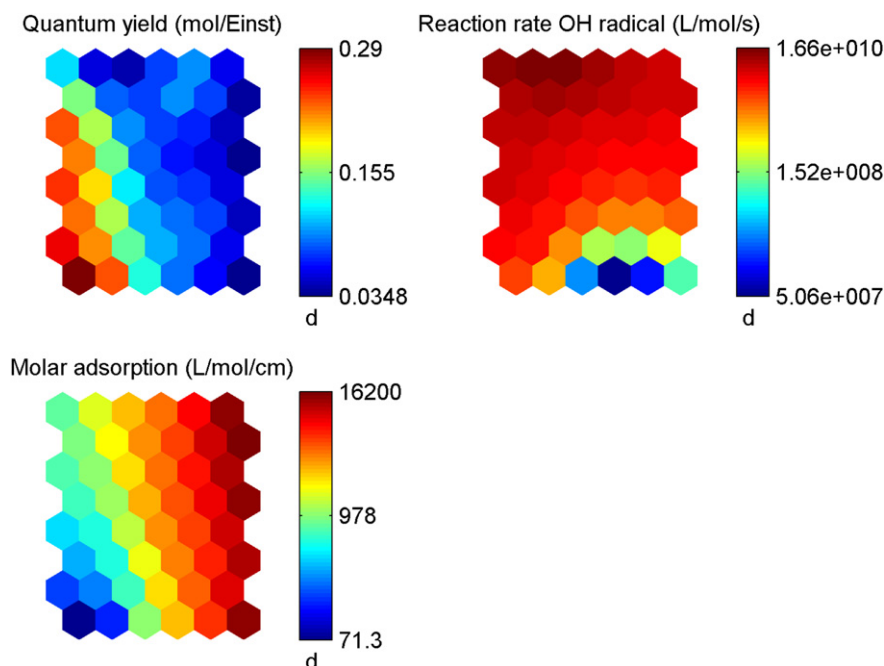 Quantum yield (mol/Einst)
0.29
0.155
0.0348
d
Reaction rate OH radical (L/mol/s)
1.66e+010
1.52e+008
5.06e+007
d
Molar adsorption (L/mol/cm)
16200
978
71.3
d